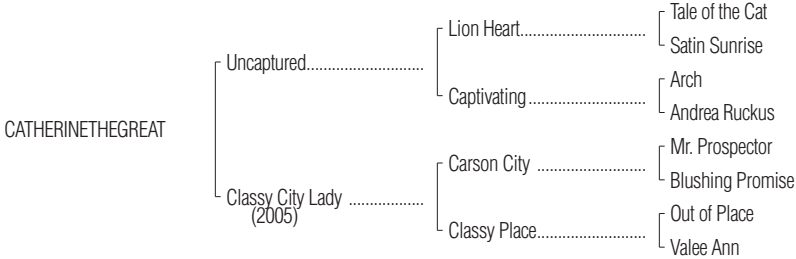 Tale of the Cat
Lion Heart..............................
Satin Sunrise
Uncaptured............................
Arch
Captivating............................
Andrea Ruckus
CATHERINETHEGREAT
Mr. Prospector
Carson City ..........................
Blushing Promise
Classy City Lady ..................
(2005)
Out of Place
Classy Place..........................
Valee Ann